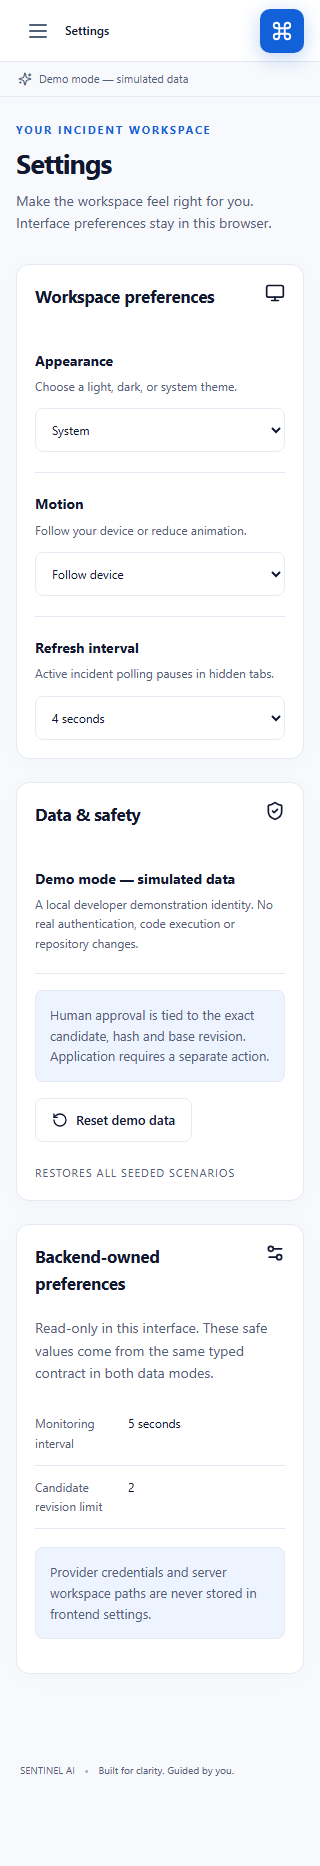 Settings
Demo mode — simulated data
YOUR INCIDENT WORKSPACE
Settings
Make the workspace feel right for you.
Interface preferences stay in this browser.
Workspace preferences
Appearance
Choose a light, dark, or system theme.
System
Motion
Follow your device or reduce animation.
Follow device
Refresh interval
Active incident polling pauses in hidden tabs.
4 seconds
Data & safety
Demo mode — simulated data
A local developer demonstration identity. No
real authentication, code execution or
repository changes.
Human approval is tied to the exact
candidate, hash and base revision.
Application requires a separate action.
Reset demo data
RESTORES ALL SEEDED SCENARIOS
Backend-owned
preferences
Read-only in this interface. These safe
values come from the same typed
contract in both data modes.
Monitoring interval 5 seconds
Candidate revision limit 2
Provider credentials and server
workspace paths are never stored in
frontend settings.
SENTINEL AI • Built for clarity. Guided by you.